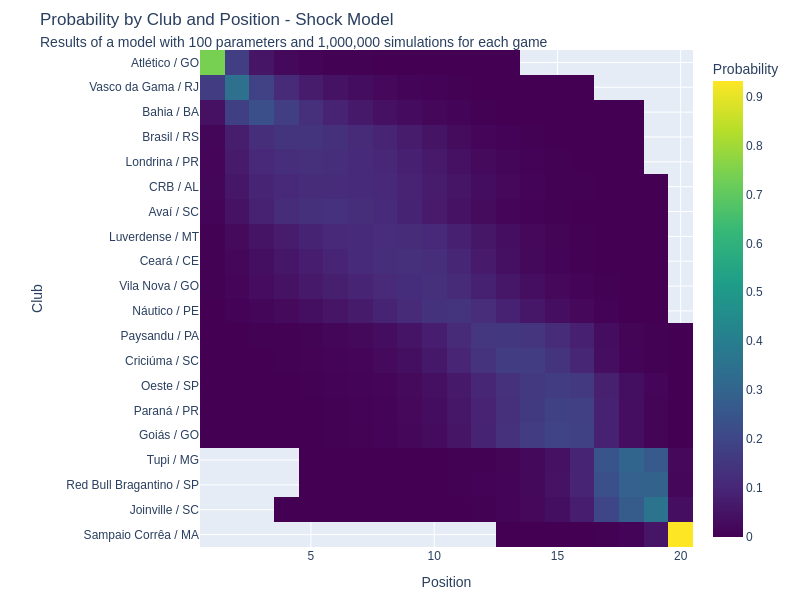 Probability by Club and Position - Shock Model
Results of a model with 100 parameters and 1,000,000 simulations for each game
Probability
Club
Atlético / GO
Vasco da Gama / RJ
Bahia / BA
Brasil / RS
Londrina / PR
CRB / AL
Avaí / SC
Luverdense / MT
Ceará / CE
Vila Nova / GO
Náutico / PE
Paysandu / PA
Criciúma / SC
Oeste / SP
Paraná / PR
Goiás / GO
Tupi / MG
Red Bull Bragantino / SP
Joinville / SC
Sampaio Corrêa / MA
0.9
0.8
0.7
0.6
0.5
0.4
0.3
0.2
0.1
0
5
10
15
20
Position